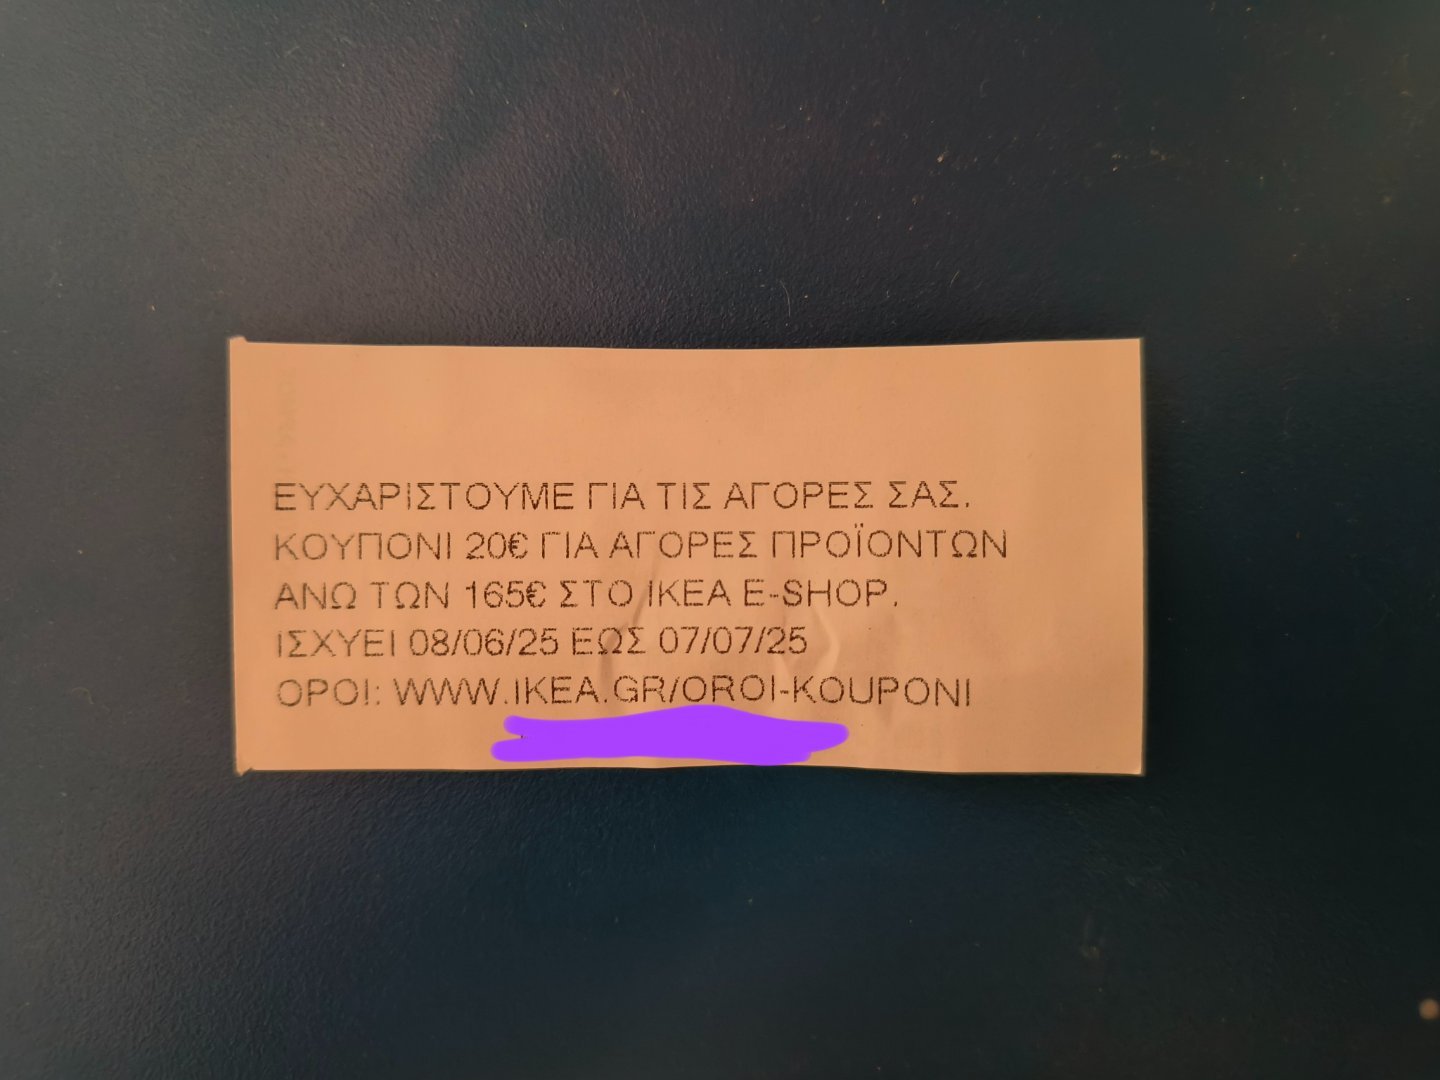 ΕΥΧΑΡΙΣΤΟΥΜΕ ΓΙΑ ΤΙΣ ΑΓΟΡΕΣ ΣΑΣ.
ΚΟΥΠΟΝΙ 20€ ΓΙΑ ΑΓΟΡΕΣ ΠΡΟΪΟΝΤΩΝ
ΑΝΩ ΤΩΝ 165€ ΣΤΟ ΙΚΕΑ E-SHOP.
ΙΣΧΥΕΙ 08/06/25 ΕΩΣ 07/07/25
ΟΡΟΙ: WWW.IKEA.GR/OROI-KOUPONI